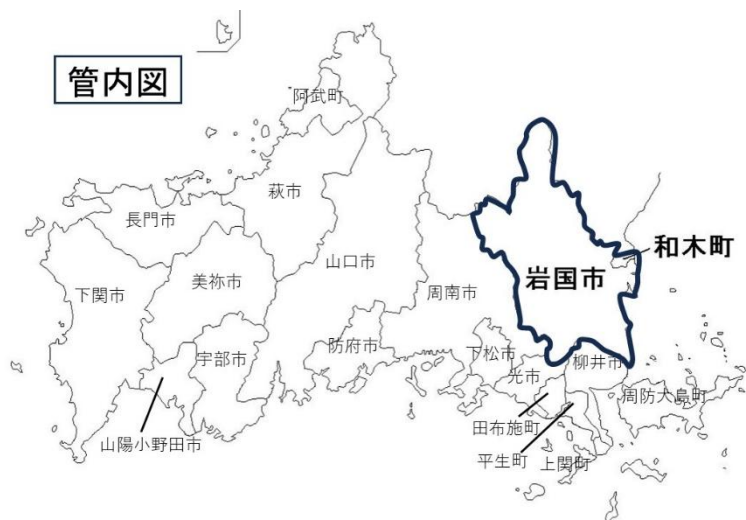 管内図
阿武町
萩市
長門市
山口市
美祢市
下関市
周南市
岩国市
和木町
宇部市
防府市
下松市
光市
柳井市
周防大島町
田布施町
平生町
上関町
山陽小野田市